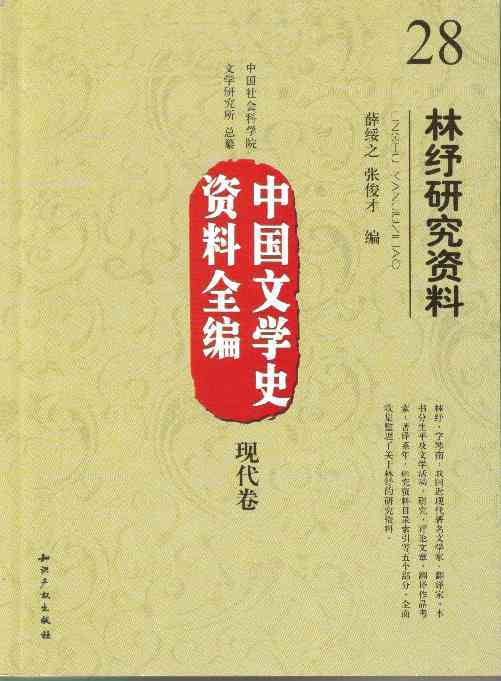 28
林纾研究资料
LINSHU YANJIUZILIAO
薛绥之 张俊才 编
中国社会科学院
文学研究所 总纂
中国文学史
资料全编
现代卷
林纾，字琴南，我国近现代著名文学家、翻译家。本
书分生平及文学活动，研究、评论文章，翻译作品考
索，著译系年，研究资料目录索引等五个部分，全面
收集整理了关于林纾的研究资料。
知识产权出版社